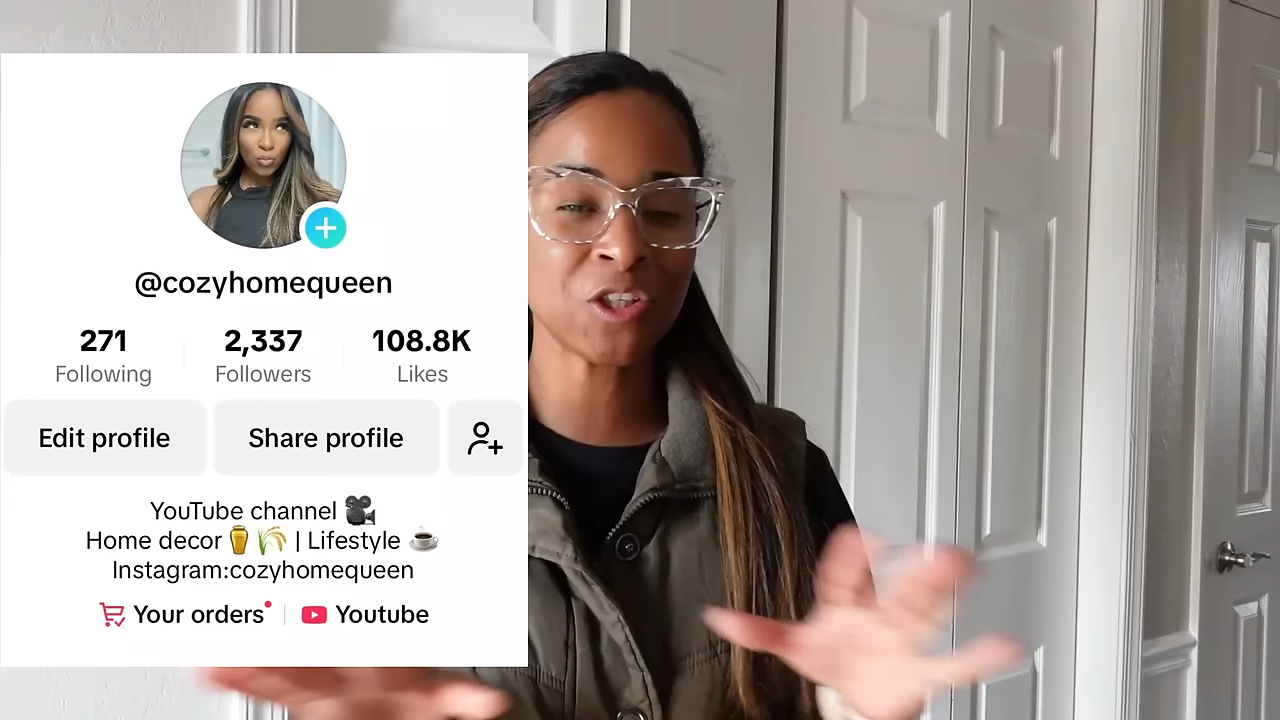 @cozyhomequeen
271 2,337 108.8K
Following Followers Likes
Edit profile Share profile
YouTube channel 🎥
Home decor ⚱️🌾 | Lifestyle ☕
Instagram:cozyhomequeen
Your orders Youtube